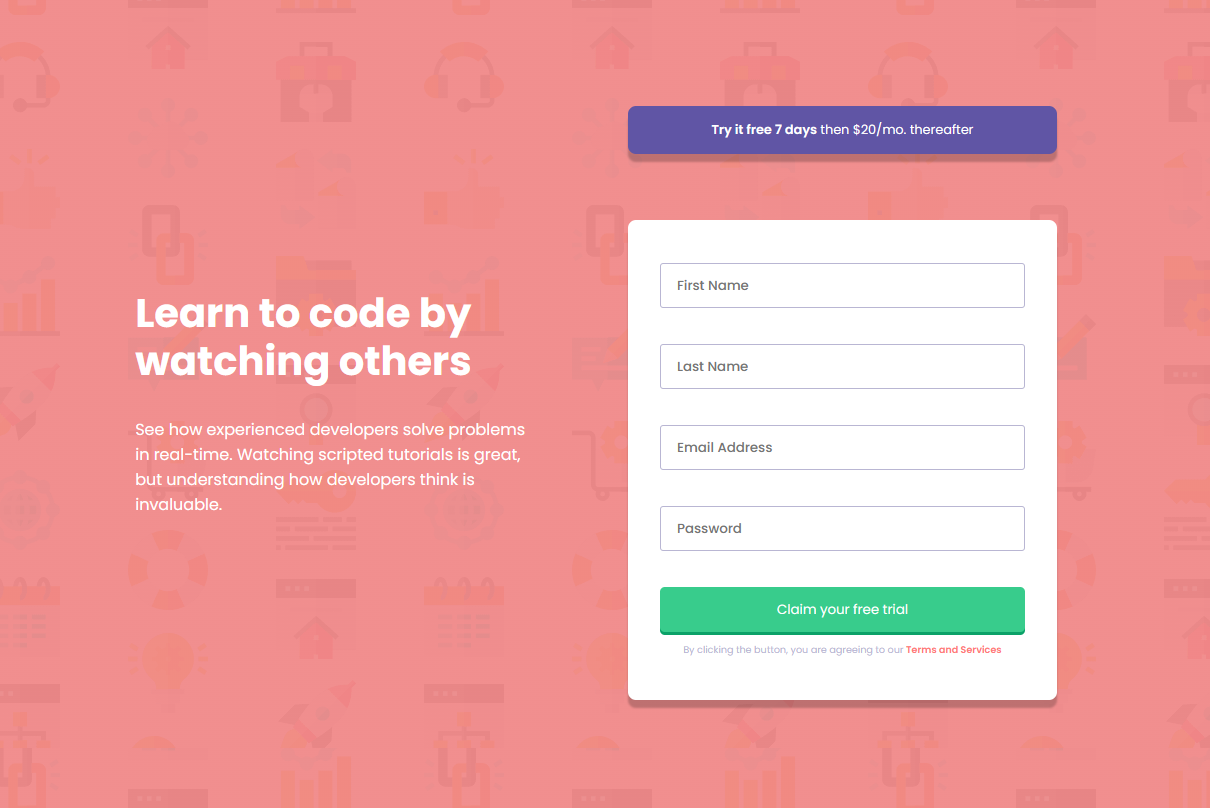 Learn to code by
watching others
See how experienced developers solve problems
in real-time. Watching scripted tutorials is great,
but understanding how developers think is
invaluable.
Try it free 7 days then $20/mo. thereafter
First Name
Last Name
Email Address
Password
Claim your free trial
By clicking the button, you are agreeing to our Terms and Services